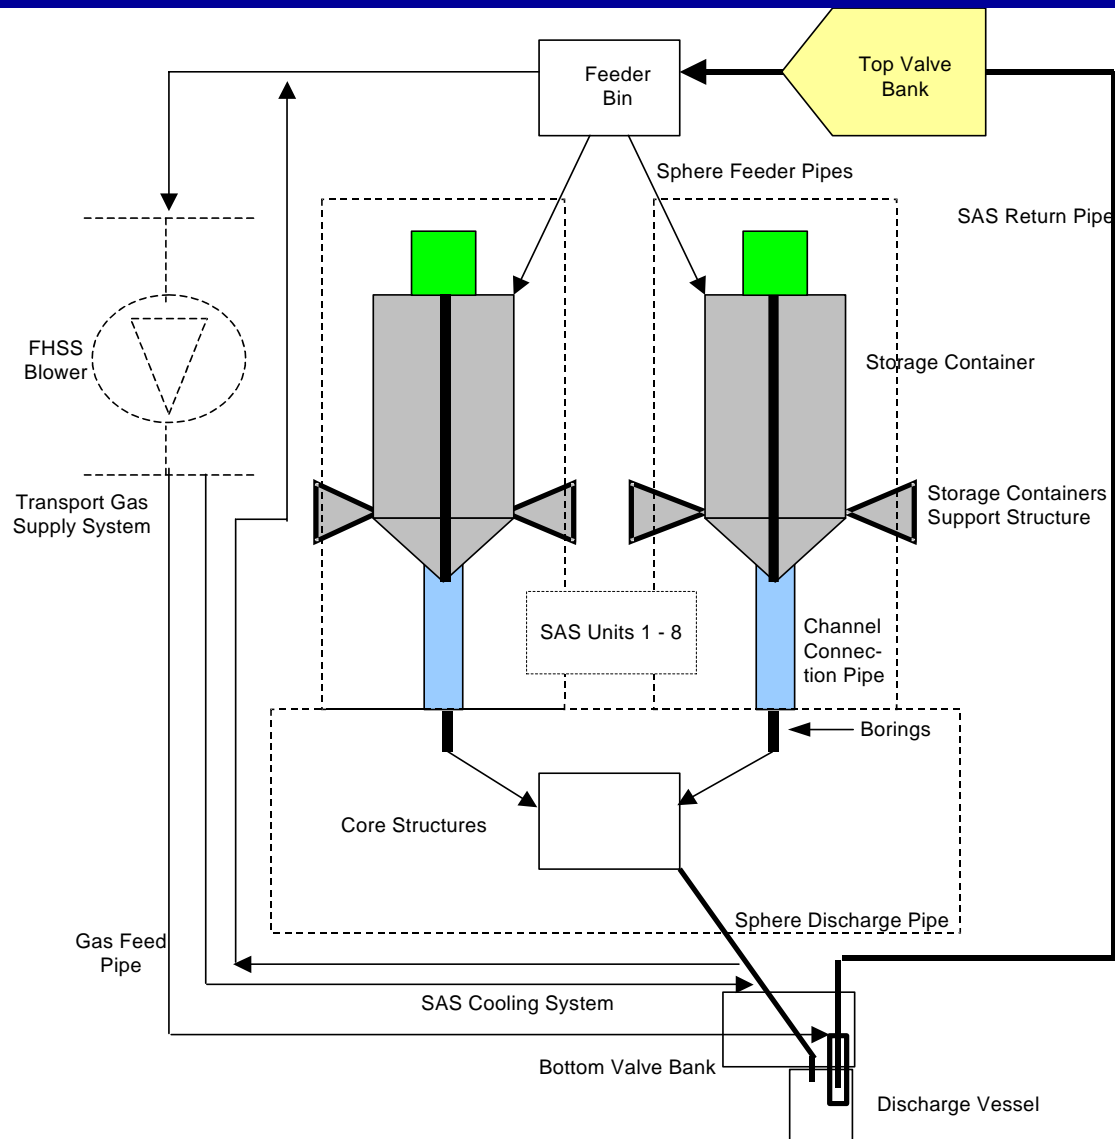 Feeder
Bin
Top Valve
Bank
Sphere Feeder Pipes
SAS Return Pipe
FHSS
Blower
Storage Container
Transport Gas
Supply System
Storage Containers
Support Structure
SAS Units 1 - 8
Channel
Connec-
tion Pipe
Borings
Core Structures
Sphere Discharge Pipe
Gas Feed
Pipe
SAS Cooling System
Bottom Valve Bank
Discharge Vessel